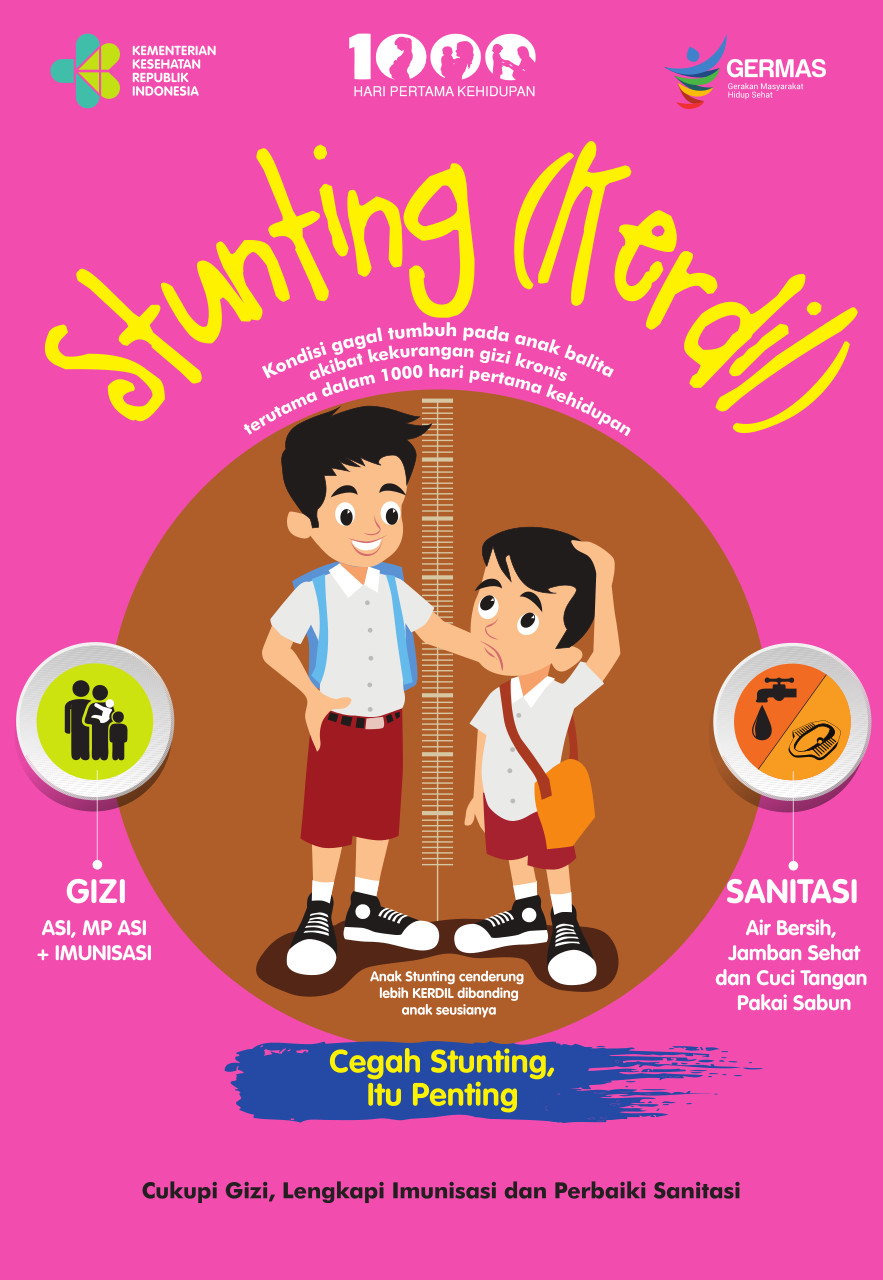 KEMENTERIAN
KESEHATAN
REPUBLIK
INDONESIA
1000
HARI PERTAMA KEHIDUPAN
GERMAS
Gerakan Masyarakat
Hidup Sehat
Stunting (Kerdil)
Kondisi gagal tumbuh pada anak balita
akibat kekurangan gizi kronis
terutama dalam 1000 hari pertama kehidupan
GIZI
ASI, MP ASI
+ IMUNISASI
SANITASI
Air Bersih,
Jamban Sehat
dan Cuci Tangan
Pakai Sabun
Anak Stunting cenderung
lebih KERDIL dibanding
anak seusianya
Cegah Stunting,
Itu Penting
Cukupi Gizi, Lengkapi Imunisasi dan Perbaiki Sanitasi